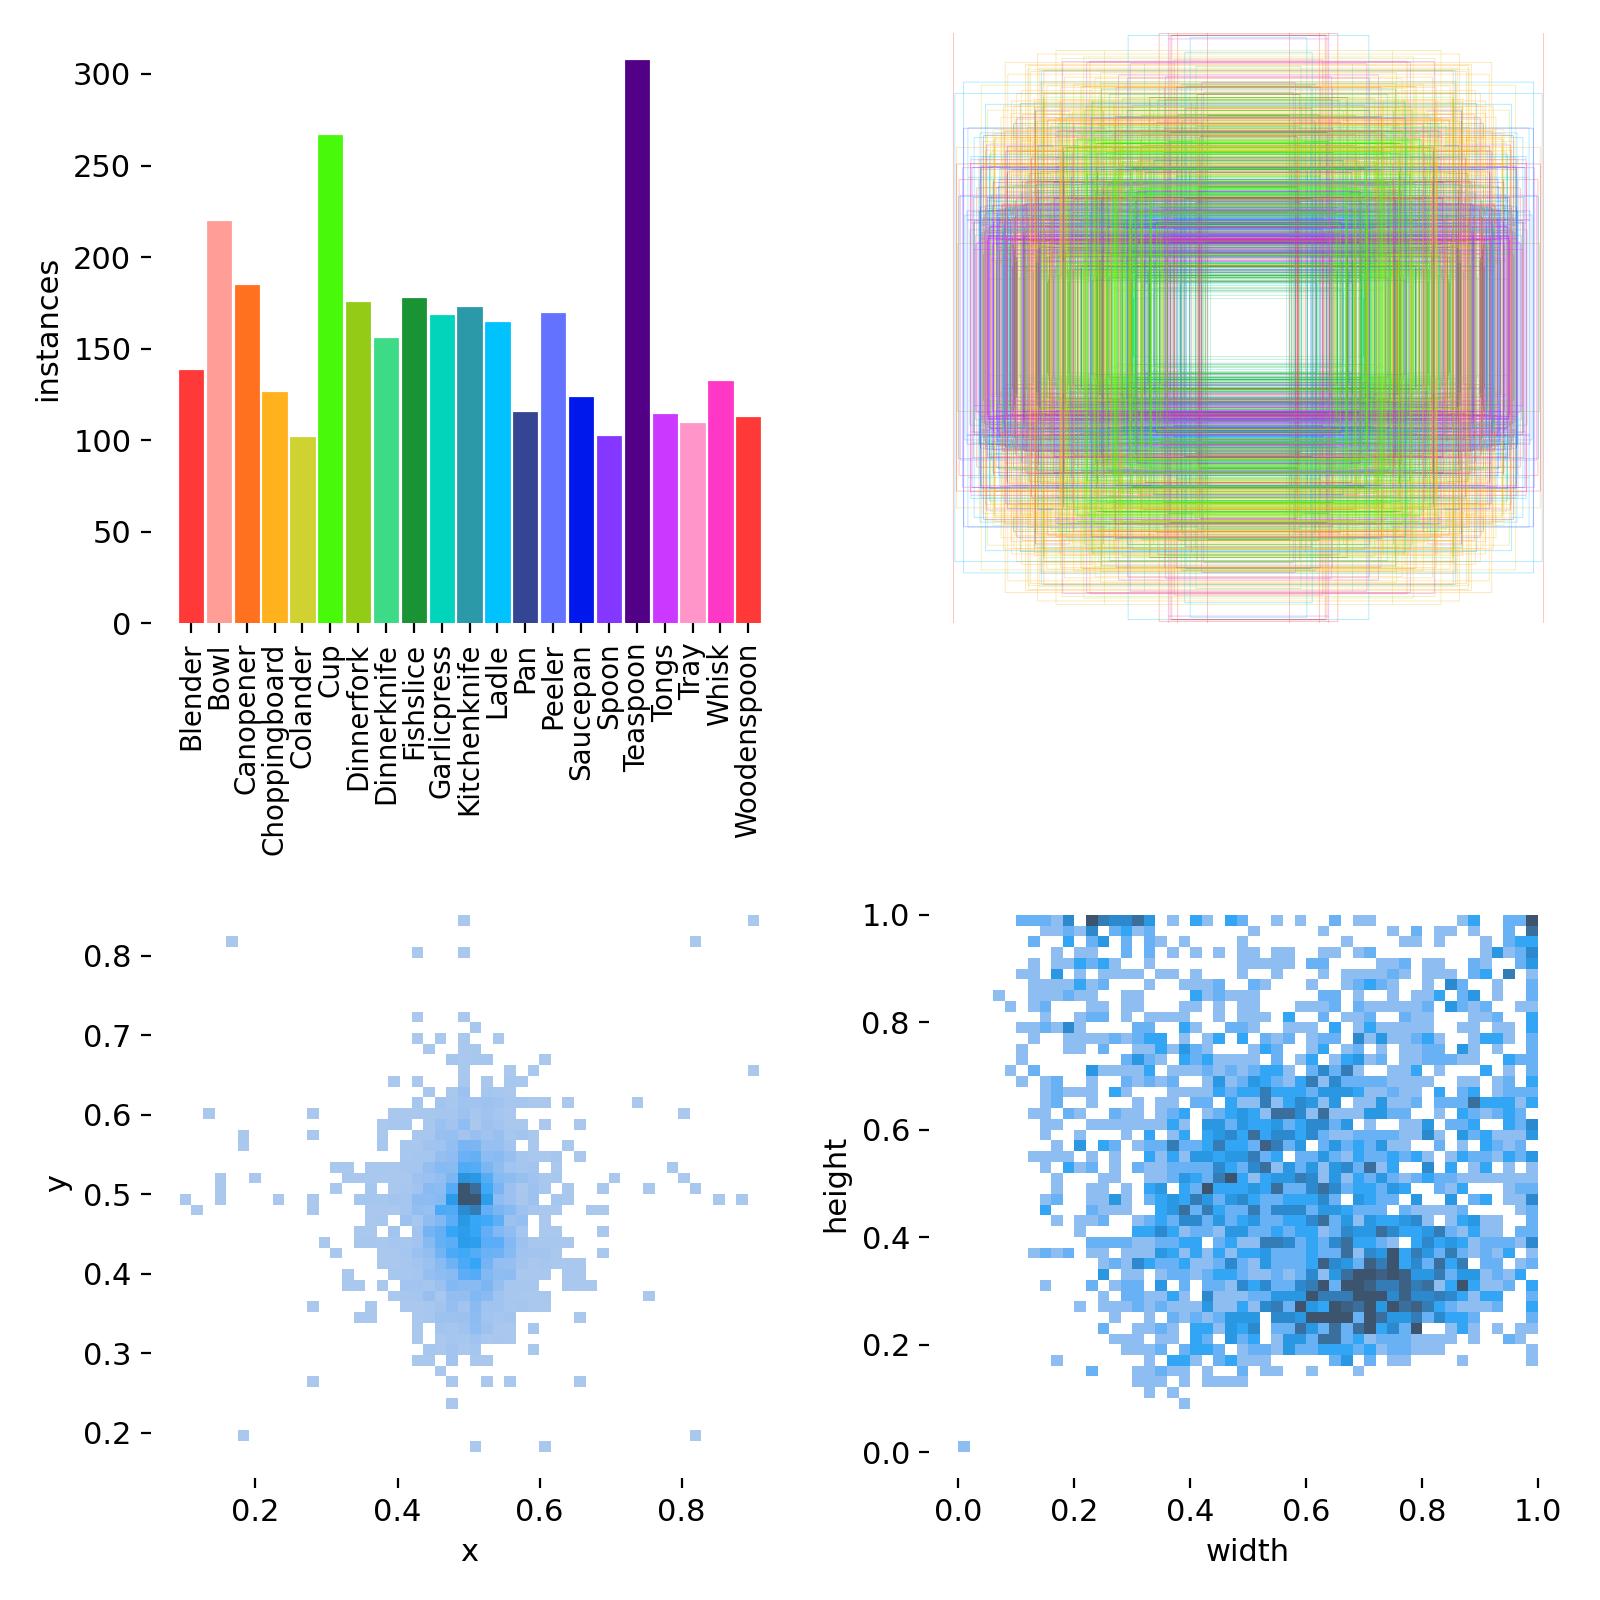 300
250
200
150
100
50
0
instances
Blender
Bowl
Canopener
Choppingboard
Colander
Cup
Dinnerfork
Dinnerknife
Fishslice
Garlicpress
Kitchenknife
Ladle
Pan
Peeler
Saucepan
Spoon
Teaspoon
Tongs
Tray
Whisk
Woodenspoon
0.8
0.7
0.6
0.5
0.4
0.3
0.2
y
0.2 0.4 0.6 0.8
x
1.0
0.8
0.6
0.4
0.2
0.0
height
0.0 0.2 0.4 0.6 0.8 1.0
width